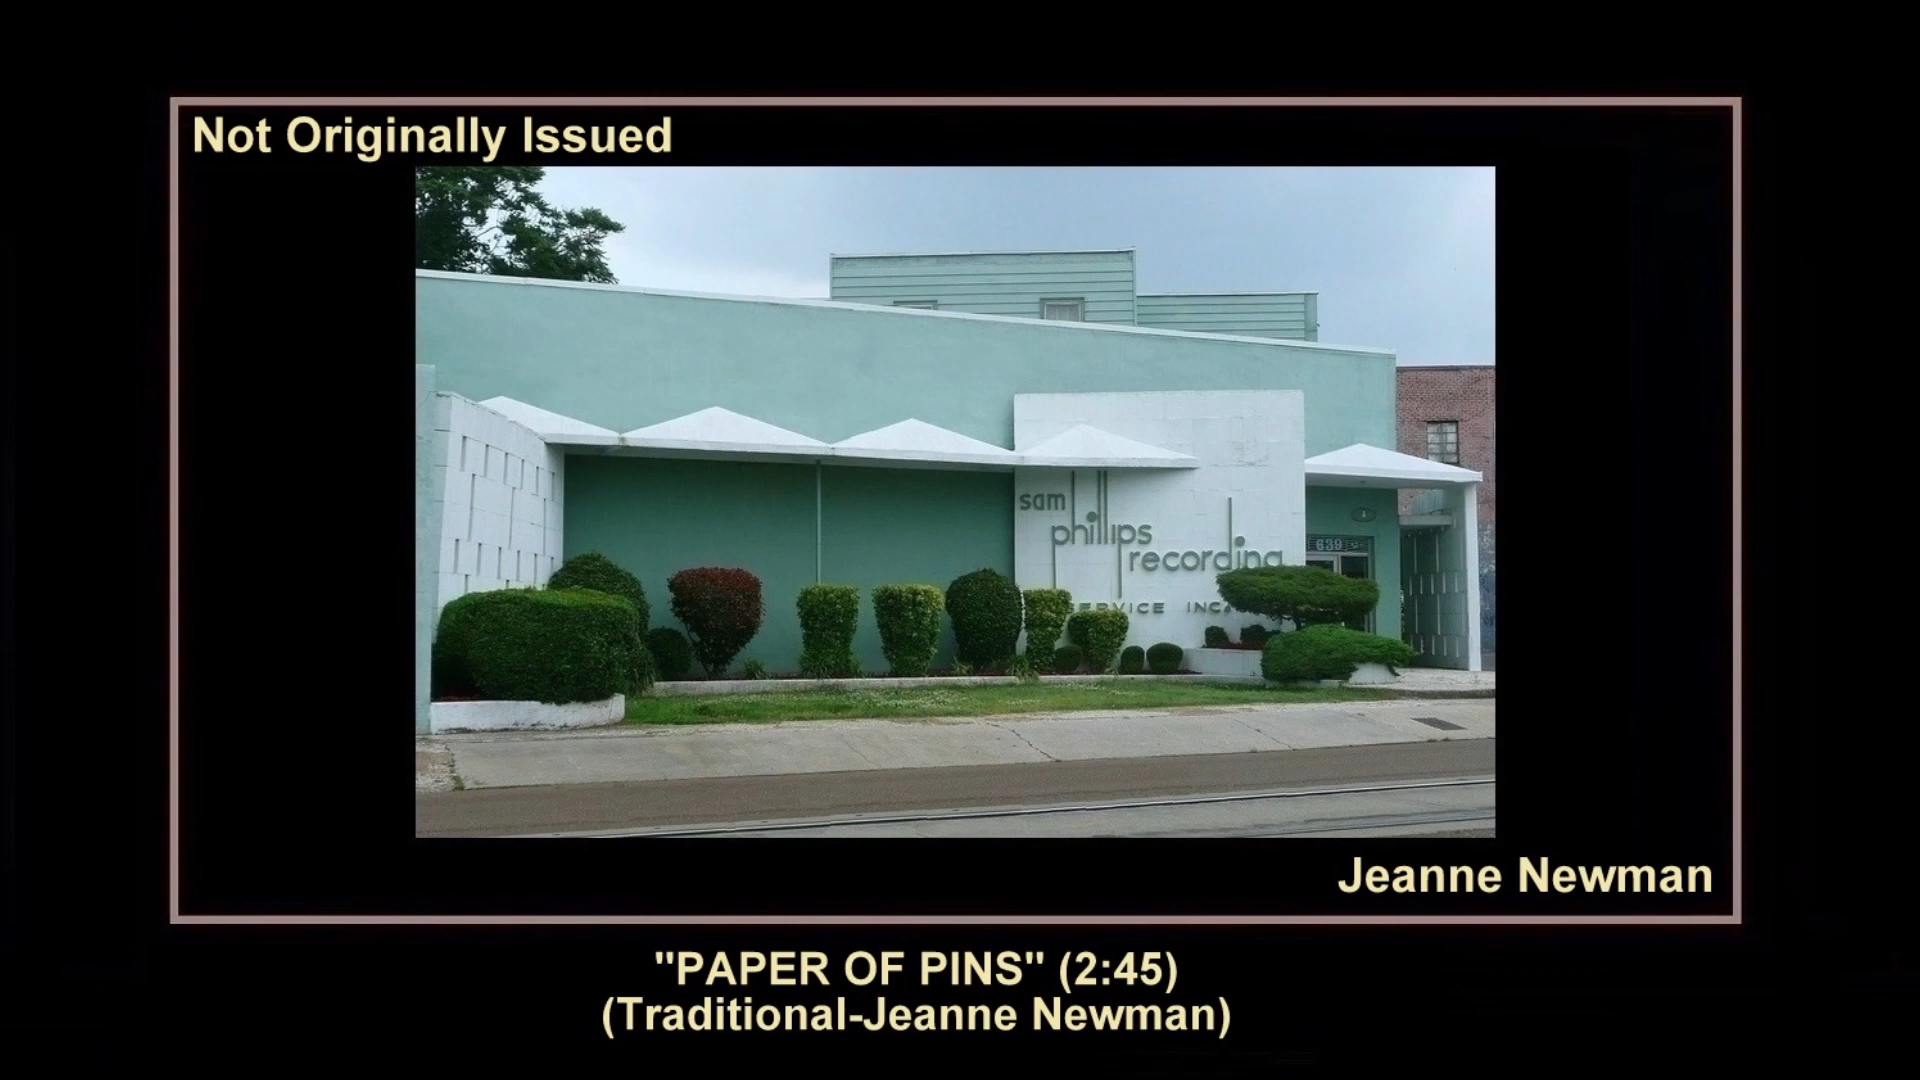 Not Originally Issued
sam
phillips
recording
SERVICE INC.
639
Jeanne Newman
"PAPER OF PINS" (2:45)
(Traditional-Jeanne Newman)